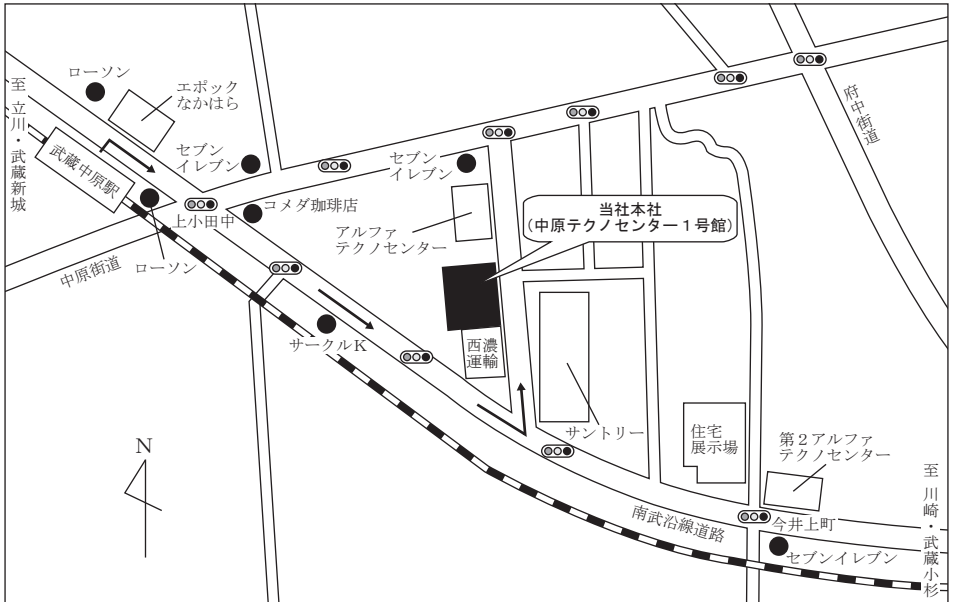 ローソン
エポック
なかはら
至 立川・武蔵新城
武蔵中原駅
セブン
イレブン
セブン
イレブン
府中街道
上小田中
コメダ珈琲店
アルファ
テクノセンター
当社本社
(中原テクノセンター1号館)
中原街道
ローソン
サークルK
西濃
運輸
サントリー
住宅
展示場
第2アルファ
テクノセンター
N
南武沿線道路
今井上町
セブンイレブン
至 川崎・武蔵小杉